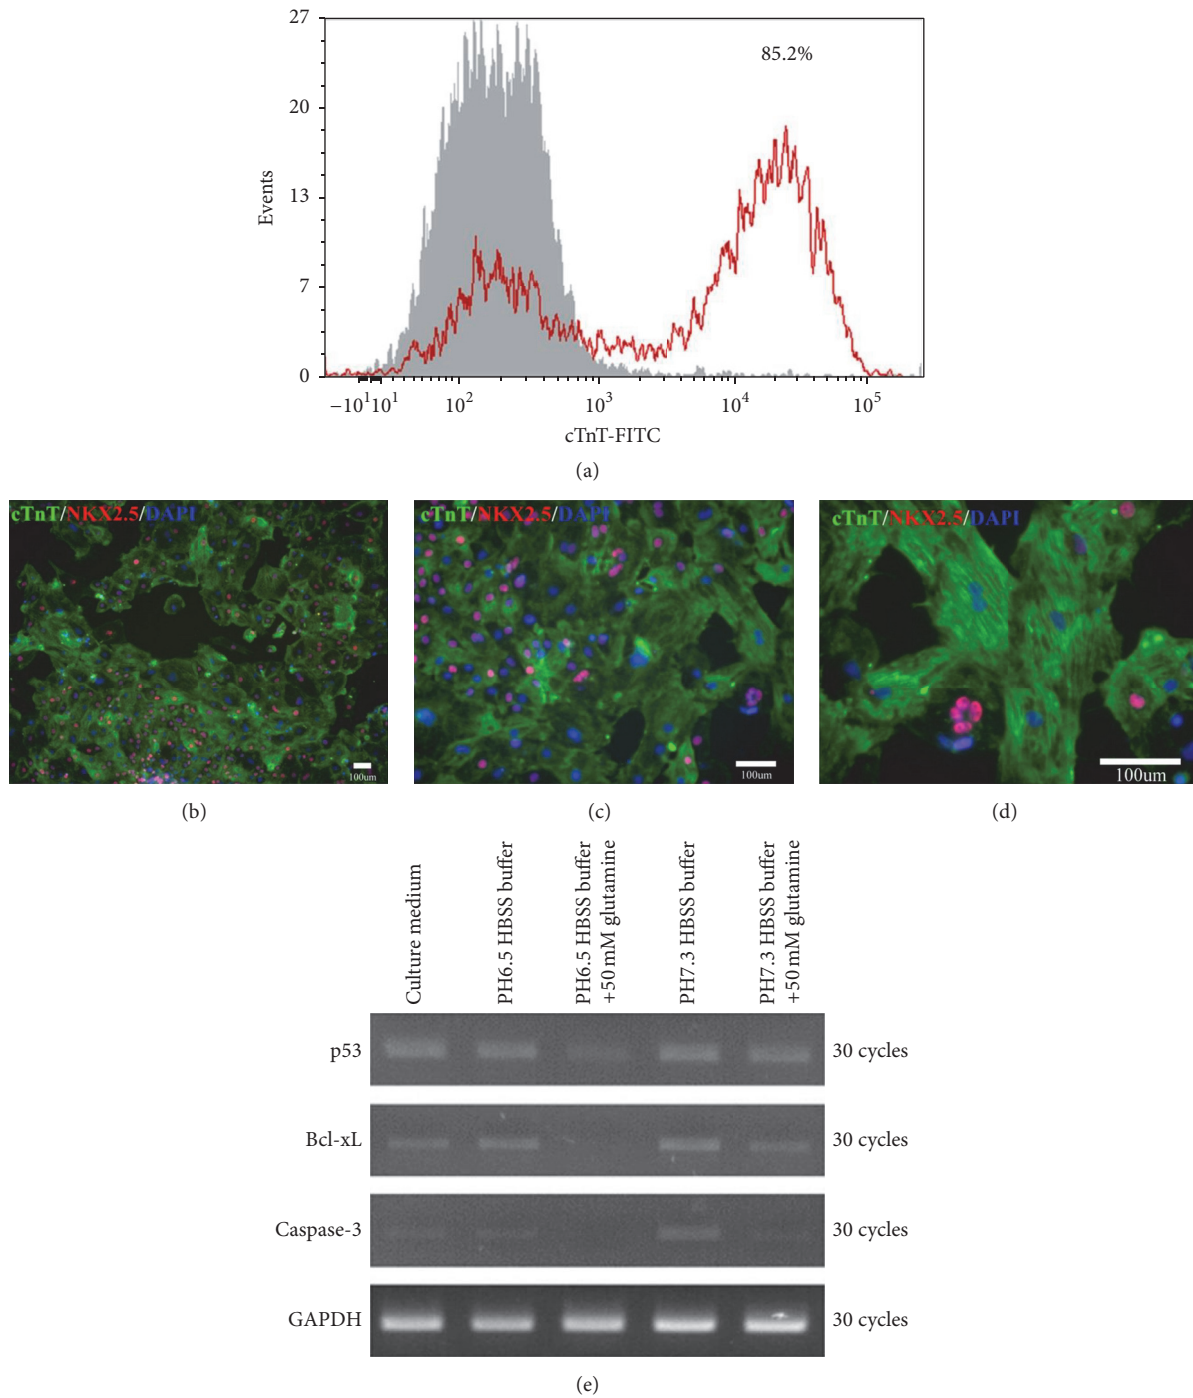 27
20
13
7
0
Events
85.2%
−10¹10¹ 10² 10³ 10⁴ 10⁵
cTnT-FITC
(a)
cTnT/NKX2.5/DAPI
100um
(b)
cTnT/NKX2.5/DAPI
100um
(c)
cTnT/NKX2.5/DAPI
100um
(d)
Culture medium
PH6.5 HBSS buffer
PH6.5 HBSS buffer
+50 mM glutamine
PH7.3 HBSS buffer
PH7.3 HBSS buffer
+50 mM glutamine
p53 30 cycles
Bcl-xL 30 cycles
Caspase-3 30 cycles
GAPDH 30 cycles
(e)